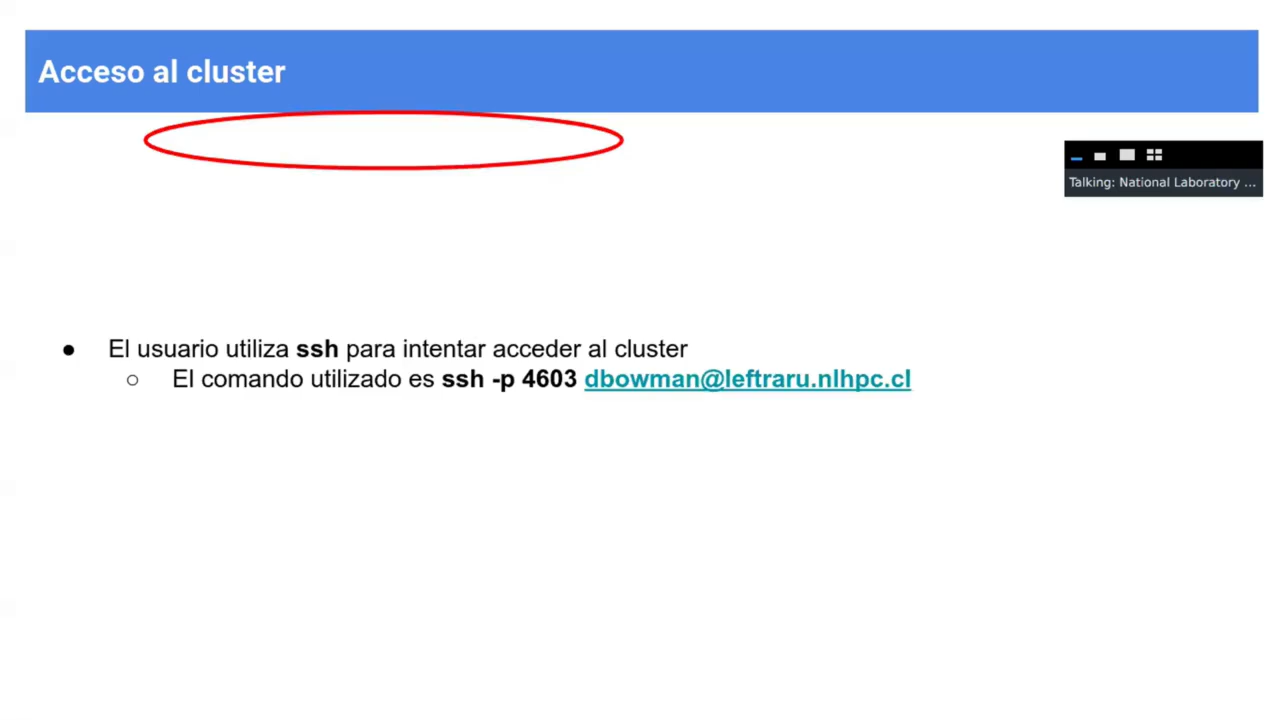 Acceso al cluster
Talking: National Laboratory ...
● El usuario utiliza ssh para intentar acceder al cluster
○ El comando utilizado es ssh -p 4603 dbowman@leftraru.nlhpc.cl